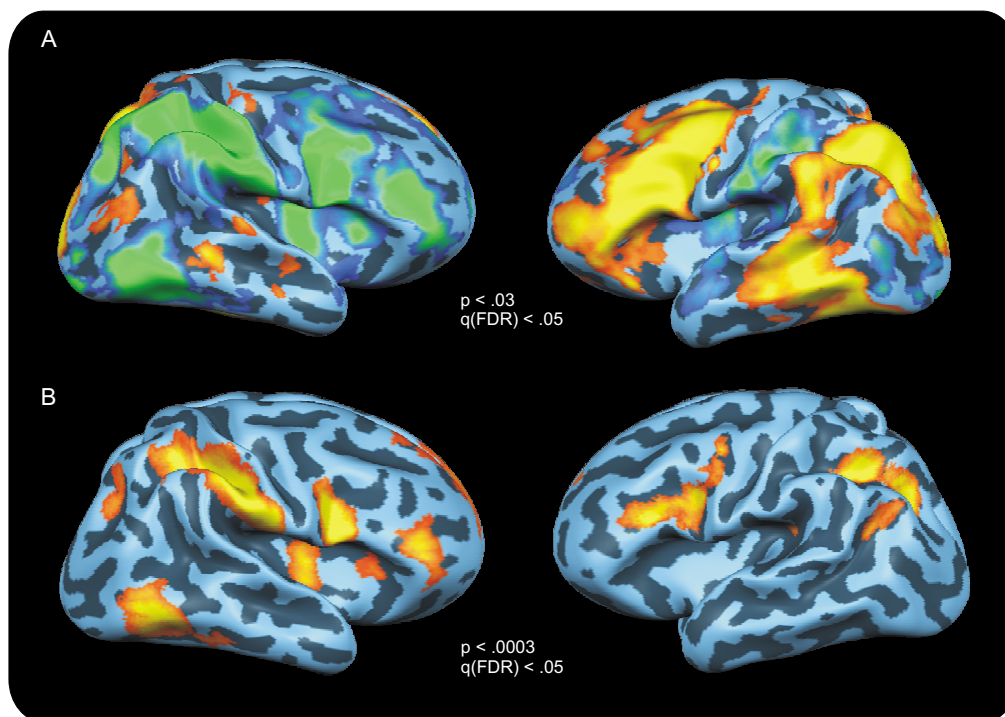 A
p < .03
q(FDR) < .05
B
p < .0003
q(FDR) < .05